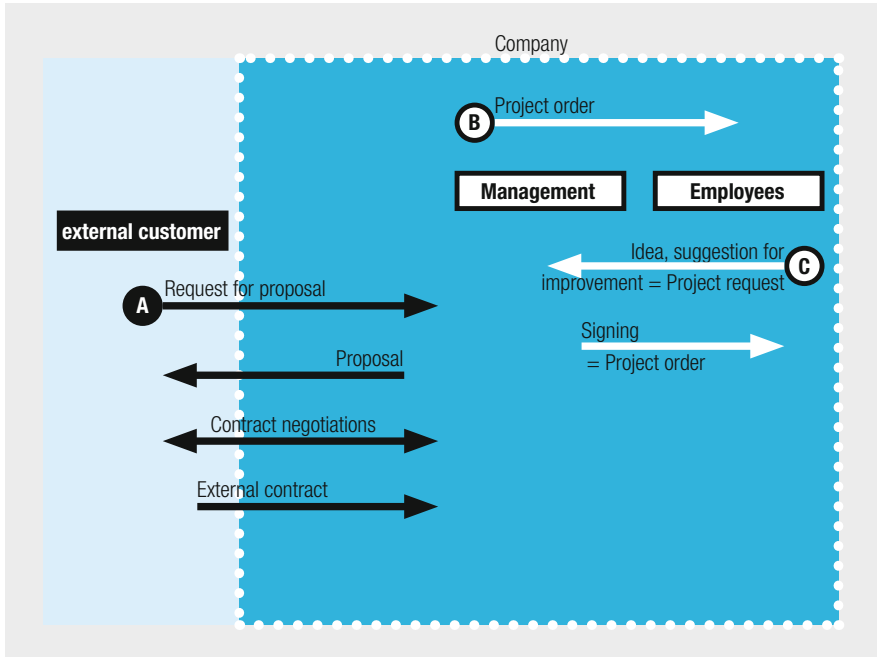 Company
B
Project order
Management
Employees
external customer
Idea, suggestion for
improvement = Project request
C
A
Request for proposal
Signing
= Project order
Proposal
Contract negotiations
External contract